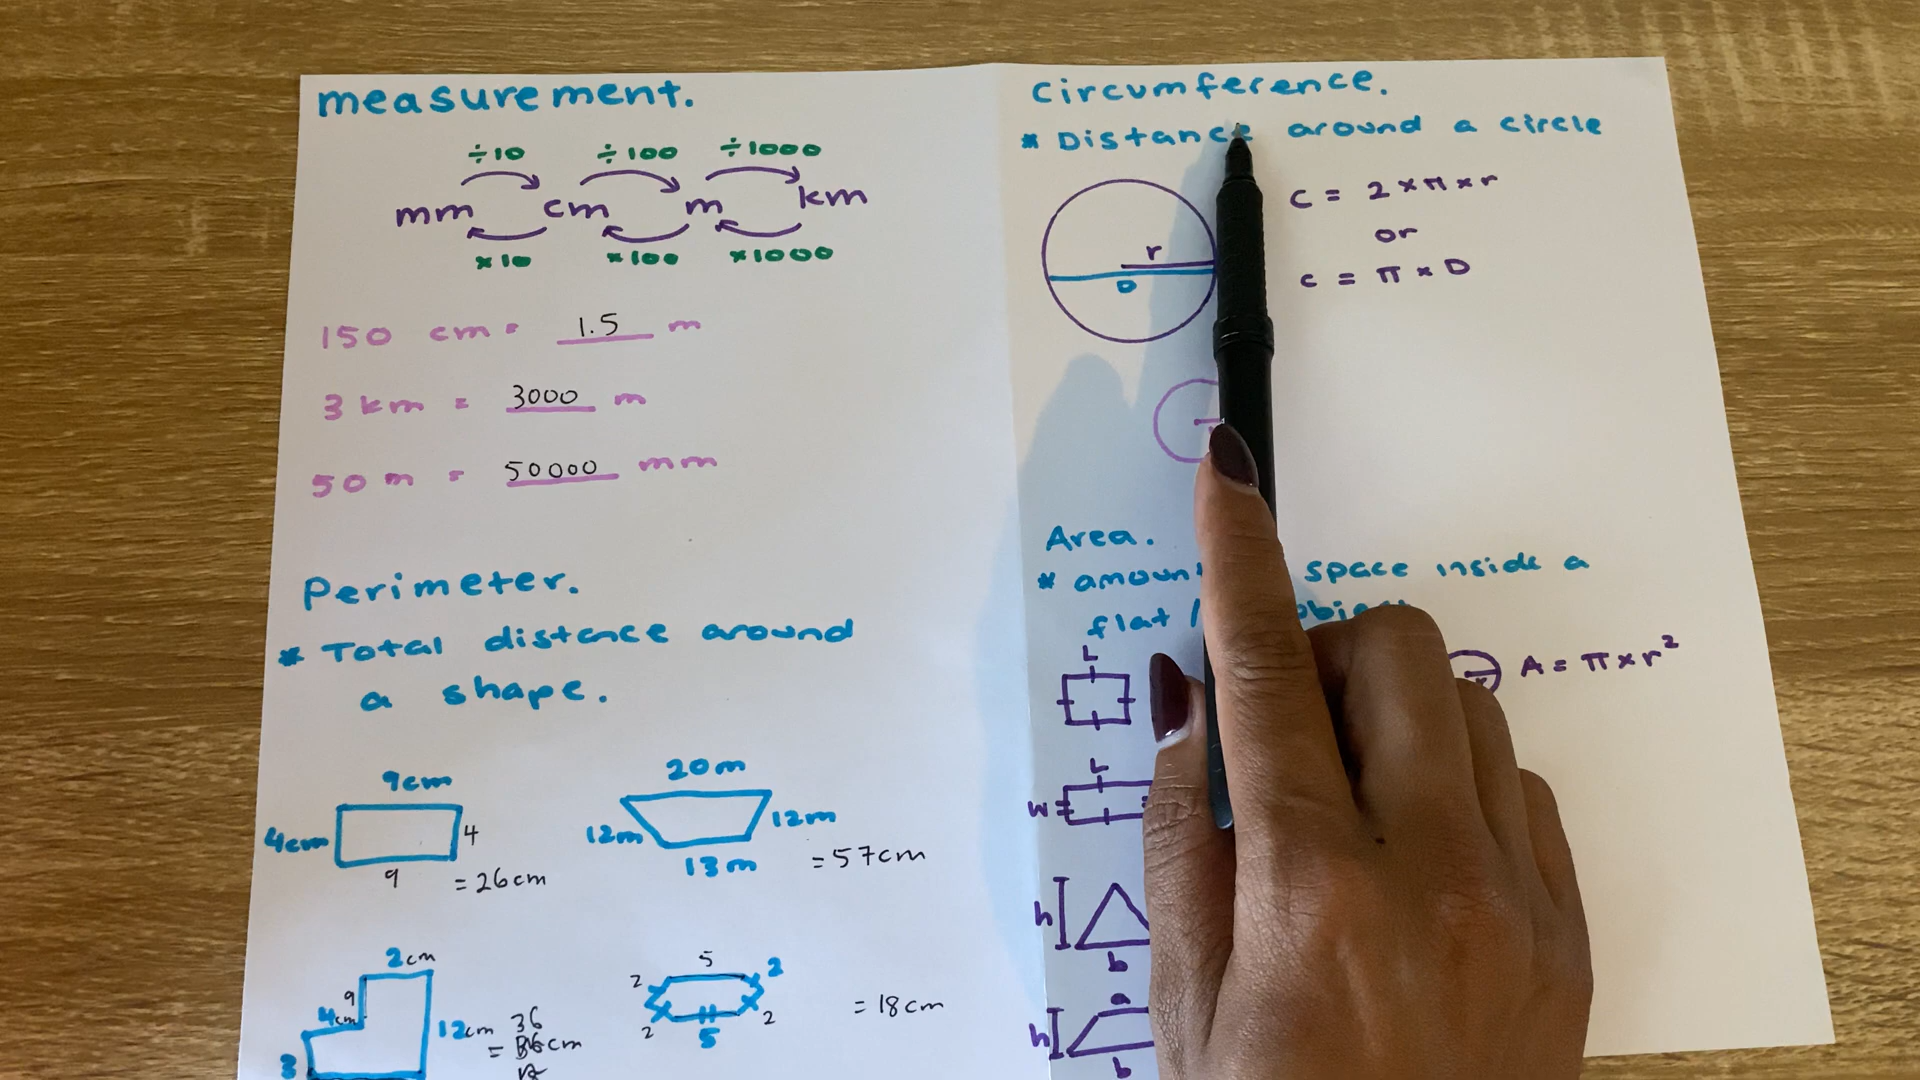 measurement.
÷10 ÷100 ÷1000
mm cm m km
×10 ×100 ×1000
150 cm = 1.5 m
3 km = 3000 m
50 m = 50000 mm
Perimeter.
* Total distance around
a shape.
9cm
4cm 4
9 = 26cm
20m
12m 12m
13m = 57cm
2cm
9
4cm
12cm 36
= cm
3
5
2 2
2 2
5
= 18cm
circumference.
* Distance around a circle
r
D
C = 2 × π × r
or
c = π × D
Area.
* amount space inside a
flat /
L
A = π × r²
r
L
W
h
b
a
h
b